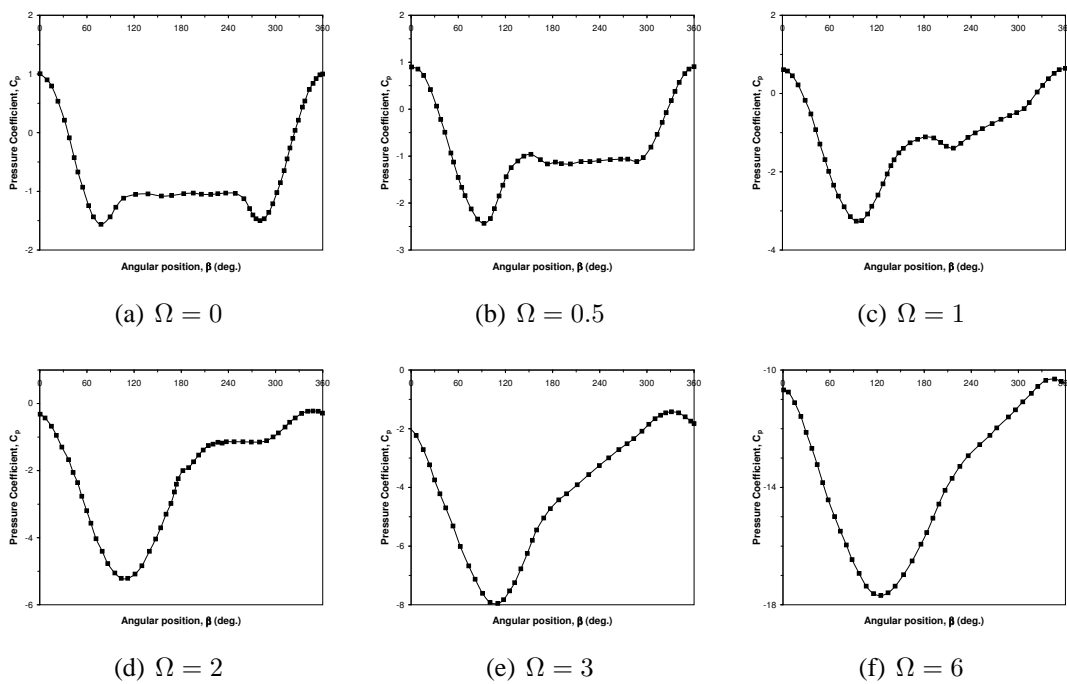 2
0 60 120 180 240 300 360
1
0
-1
-2
Pressure Coefficient, Cp
Angular position, β (deg.)
(a) Ω = 0
2
0 60 120 180 240 300 360
1
0
-1
-2
-3
Pressure Coefficient, Cp
Angular position, β (deg.)
(b) Ω = 0.5
2
0 60 120 180 240 300 360
0
-2
-4
Pressure Coefficient, Cp
Angular position, β (deg.)
(c) Ω = 1
0 60 120 180 240 300 360
0
-2
-4
-6
Pressure Coefficient, Cp
Angular position, β (deg.)
(d) Ω = 2
0
0 60 120 180 240 300 360
-2
-4
-6
-8
Pressure Coefficient, Cp
Angular position, β (deg.)
(e) Ω = 3
-10
0 60 120 180 240 300 360
-14
-18
Pressure Coefficient, Cp
Angular position, β (deg.)
(f) Ω = 6